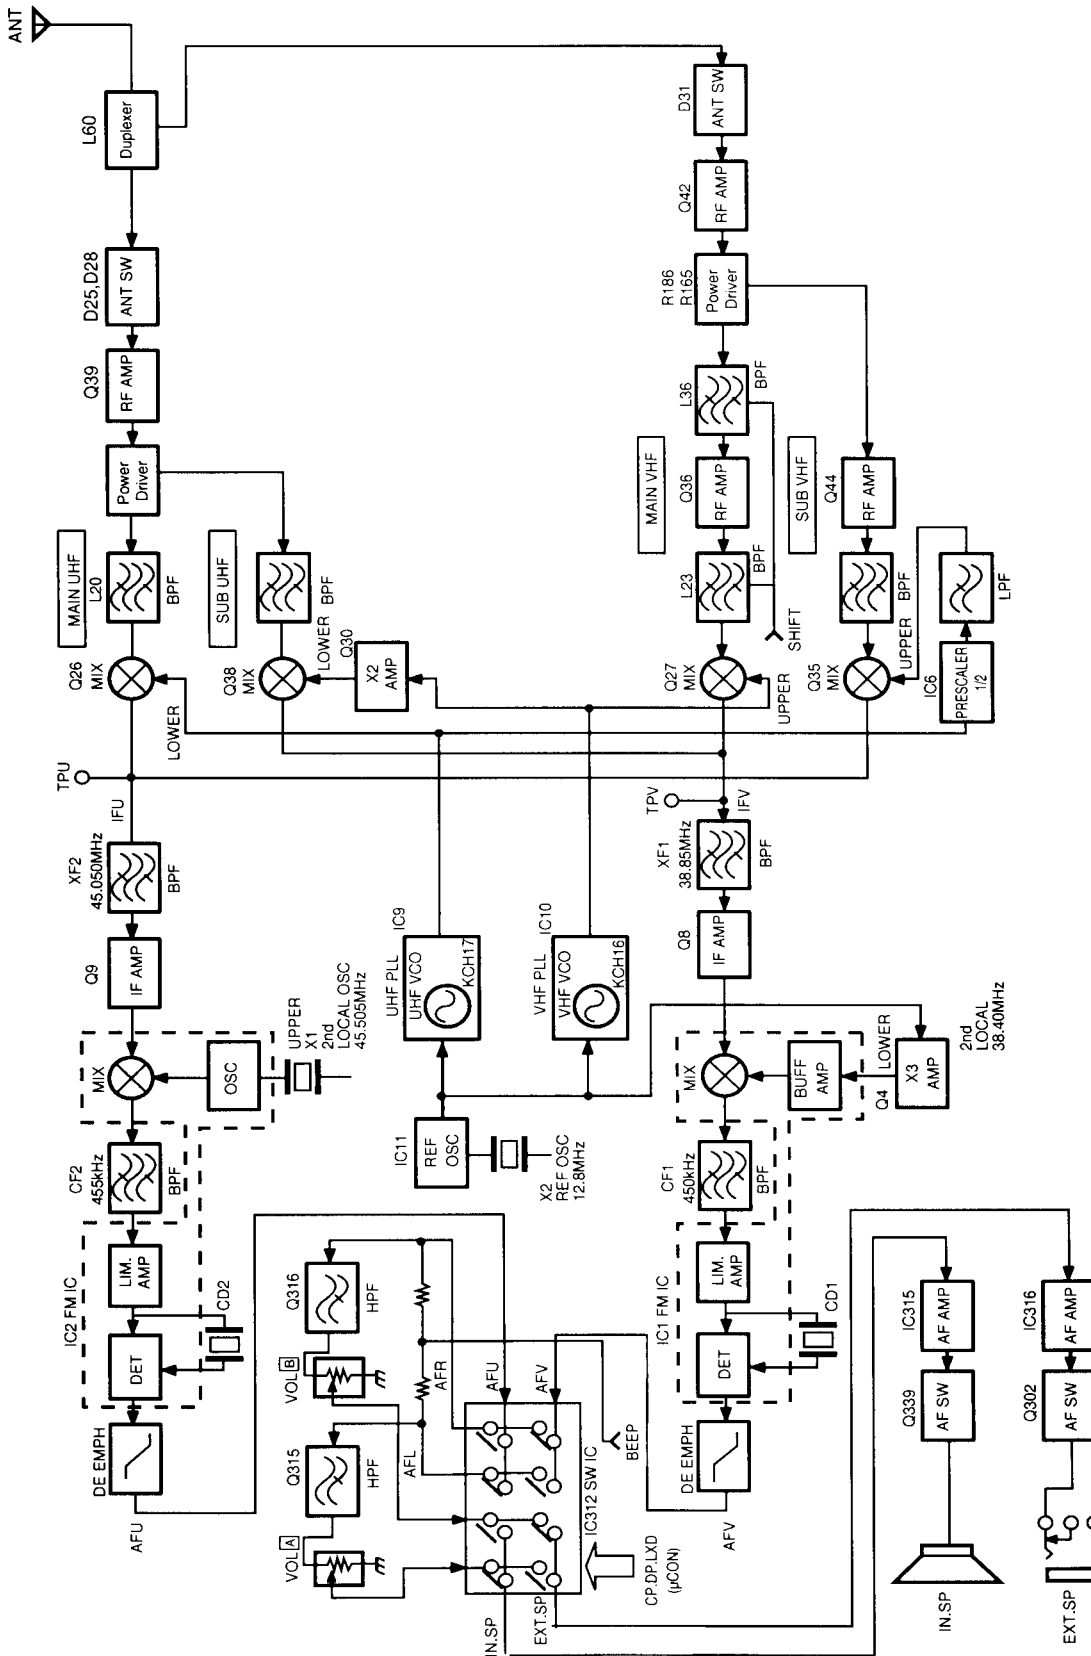 ANT
L60
Duplexer
D25,D28
ANT SW
Q39
RF AMP
Power
Driver
MAIN UHF
L20
BPF
Q26
MIX
LOWER
TPU
IFU
XF2
45.050MHz
BPF
Q9
IF AMP
MIX
OSC
UPPER
X1
2nd
LOCAL OSC
45.505MHz
CF2
455kHz
BPF
IC2 FM IC
LIM.
AMP
DET
CD2
DE EMPH
AFU
SUB UHF
BPF
Q38
MIX
LOWER
Q30
X2
AMP
IC9
UHF PLL
UHF VCO
KCH17
IC10
VHF PLL
VHF VCO
KCH16
IC11
REF
OSC
X2
REF OSC
12.8MHz
Q316
HPF
VOL B
Q315
HPF
VOL A
AFR
AFL
AFU
AFV
BEEP
IC312 SW IC
CP.DP.LXD
(µCON)
IN.SP
EXT.SP
D31
ANT SW
Q42
RF AMP
R186
R165
Power
Driver
L36
BPF
MAIN VHF
Q36
RF AMP
L23
BPF
SHIFT
Q27
MIX
UPPER
TPV
IFV
XF1
38.85MHz
BPF
Q8
IF AMP
MIX
BUFF
AMP
LOWER
Q4
X3
AMP
2nd
LOCAL
38.40MHz
CF1
450kHz
BPF
IC1 FM IC
LIM.
AMP
DET
CD1
DE EMPH
AFV
SUB VHF
Q44
RF AMP
BPF
UPPER
Q35
MIX
IC6
PRESCALER
1/2
LPF
IC315
AF AMP
Q339
AF SW
IN.SP
IC316
AF AMP
Q302
AF SW
EXT.SP